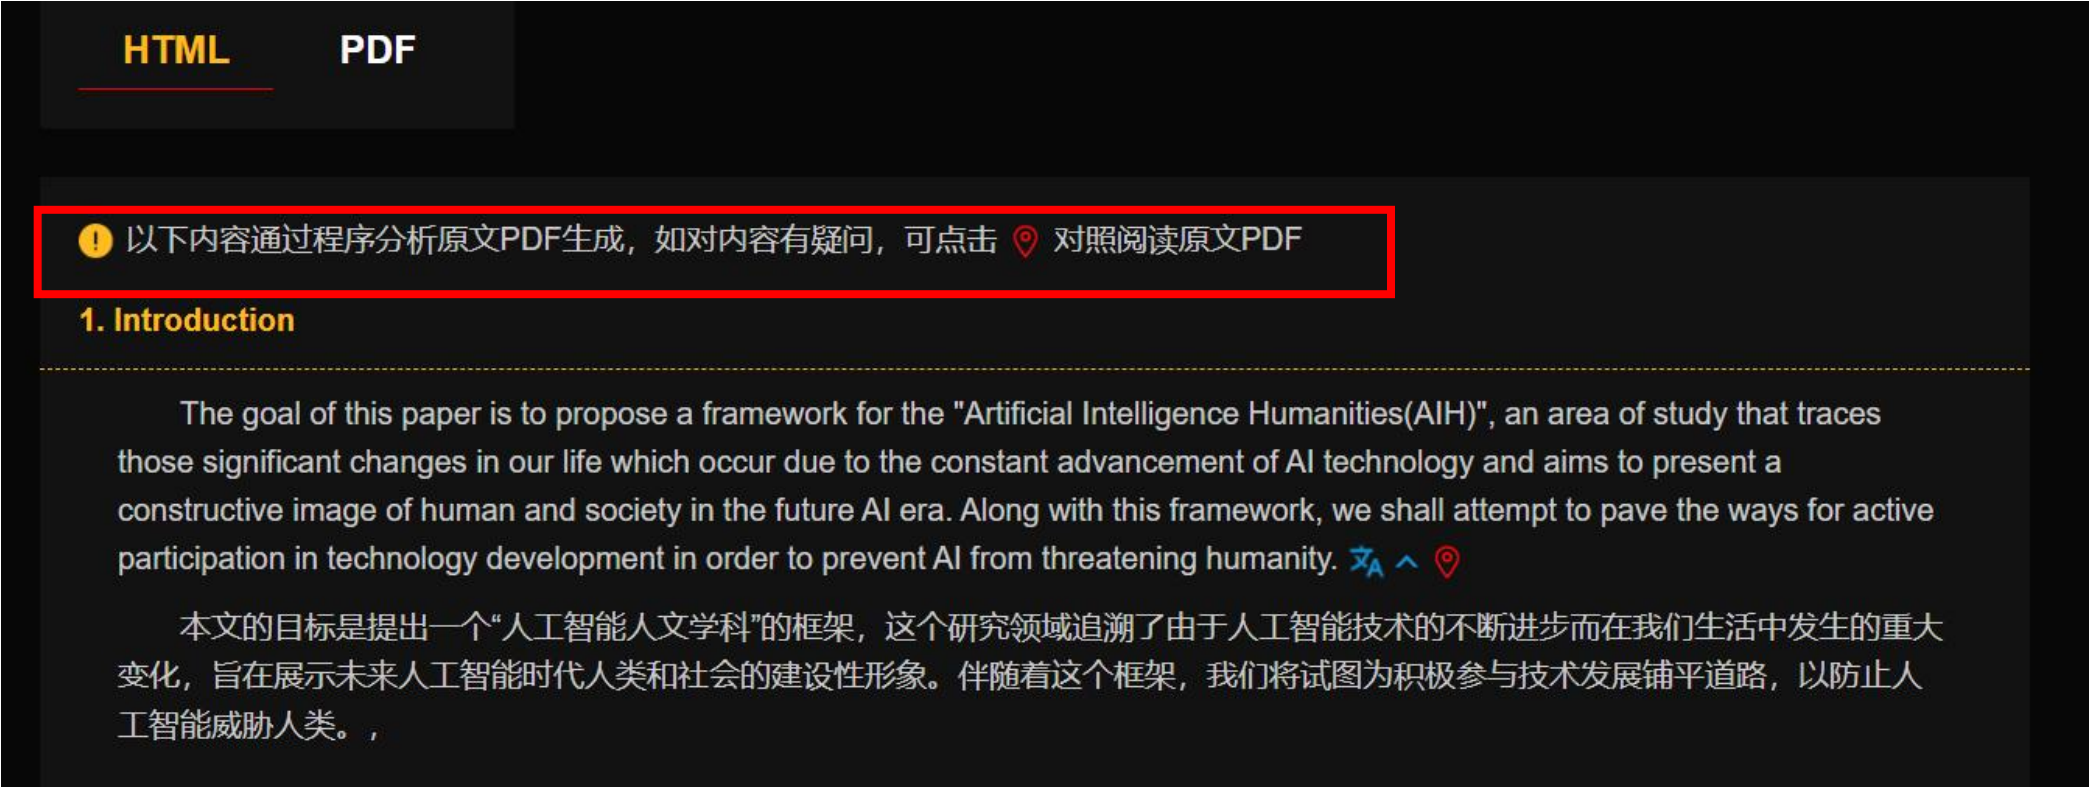 HTML PDF
以下内容通过程序分析原文PDF生成，如对内容有疑问，可点击 对照阅读原文PDF
1. Introduction
The goal of this paper is to propose a framework for the "Artificial Intelligence Humanities(AIH)", an area of study that traces
those significant changes in our life which occur due to the constant advancement of AI technology and aims to present a
constructive image of human and society in the future AI era. Along with this framework, we shall attempt to pave the ways for active
participation in technology development in order to prevent AI from threatening humanity.
本文的目标是提出一个“人工智能人文学科”的框架，这个研究领域追溯了由于人工智能技术的不断进步而在我们生活中发生的重大
变化，旨在展示未来人工智能时代人类和社会的建设性形象。伴随着这个框架，我们将试图为积极参与技术发展铺平道路，以防止人
工智能威胁人类。,